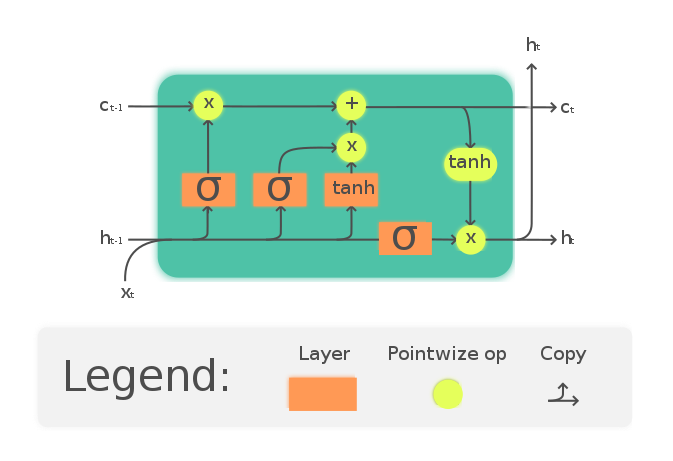 hₜ
x
+
cₜ₋₁
cₜ
x
tanh
σ
σ
tanh
hₜ₋₁
σ
x
hₜ
xₜ
Layer
Pointwize op
Copy
Legend: